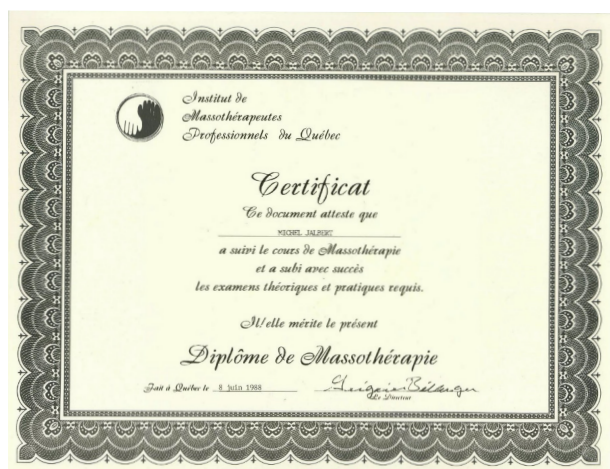 Institut de
Massothérapeutes
Professionnels du Québec
Certificat
Ce document atteste que
MICHEL JALBERT
a suivi le cours de Massothérapie
et a subi avec succès
les examens théoriques et pratiques requis.
Il/elle mérite le présent
Diplôme de Massothérapie
Fait à Québec le 8 juin 1988
Bélanger
Le Directeur